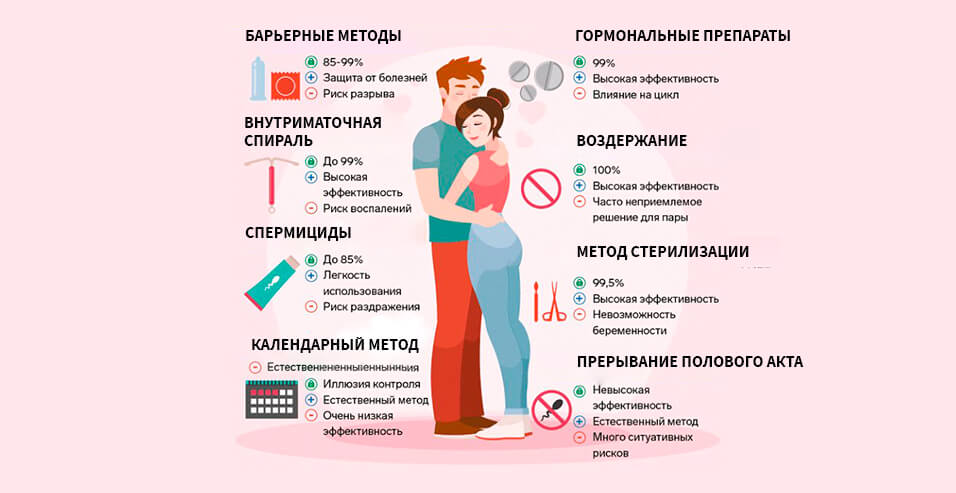 БАРЬЕРНЫЕ МЕТОДЫ
85-99%
Защита от болезней
Риск разрыва
ВНУТРИМАТОЧНАЯ
СПИРАЛЬ
До 99%
Высокая
эффективность
Риск воспалений
СПЕРМИЦИДЫ
До 85%
Легкость
использования
Риск раздражения
КАЛЕНДАРНЫЙ МЕТОД
Иллюзия контроля
Естественный метод
Очень низкая
эффективность
ГОРМОНАЛЬНЫЕ ПРЕПАРАТЫ
99%
Высокая эффективность
Влияние на цикл
ВОЗДЕРЖАНИЕ
100%
Высокая эффективность
Часто неприемлемое
решение для пары
МЕТОД СТЕРИЛИЗАЦИИ
99,5%
Высокая эффективность
Невозможность
беременности
ПРЕРЫВАНИЕ ПОЛОВОГО АКТА
Невысокая
эффективность
Естественный метод
Много ситуативных
рисков